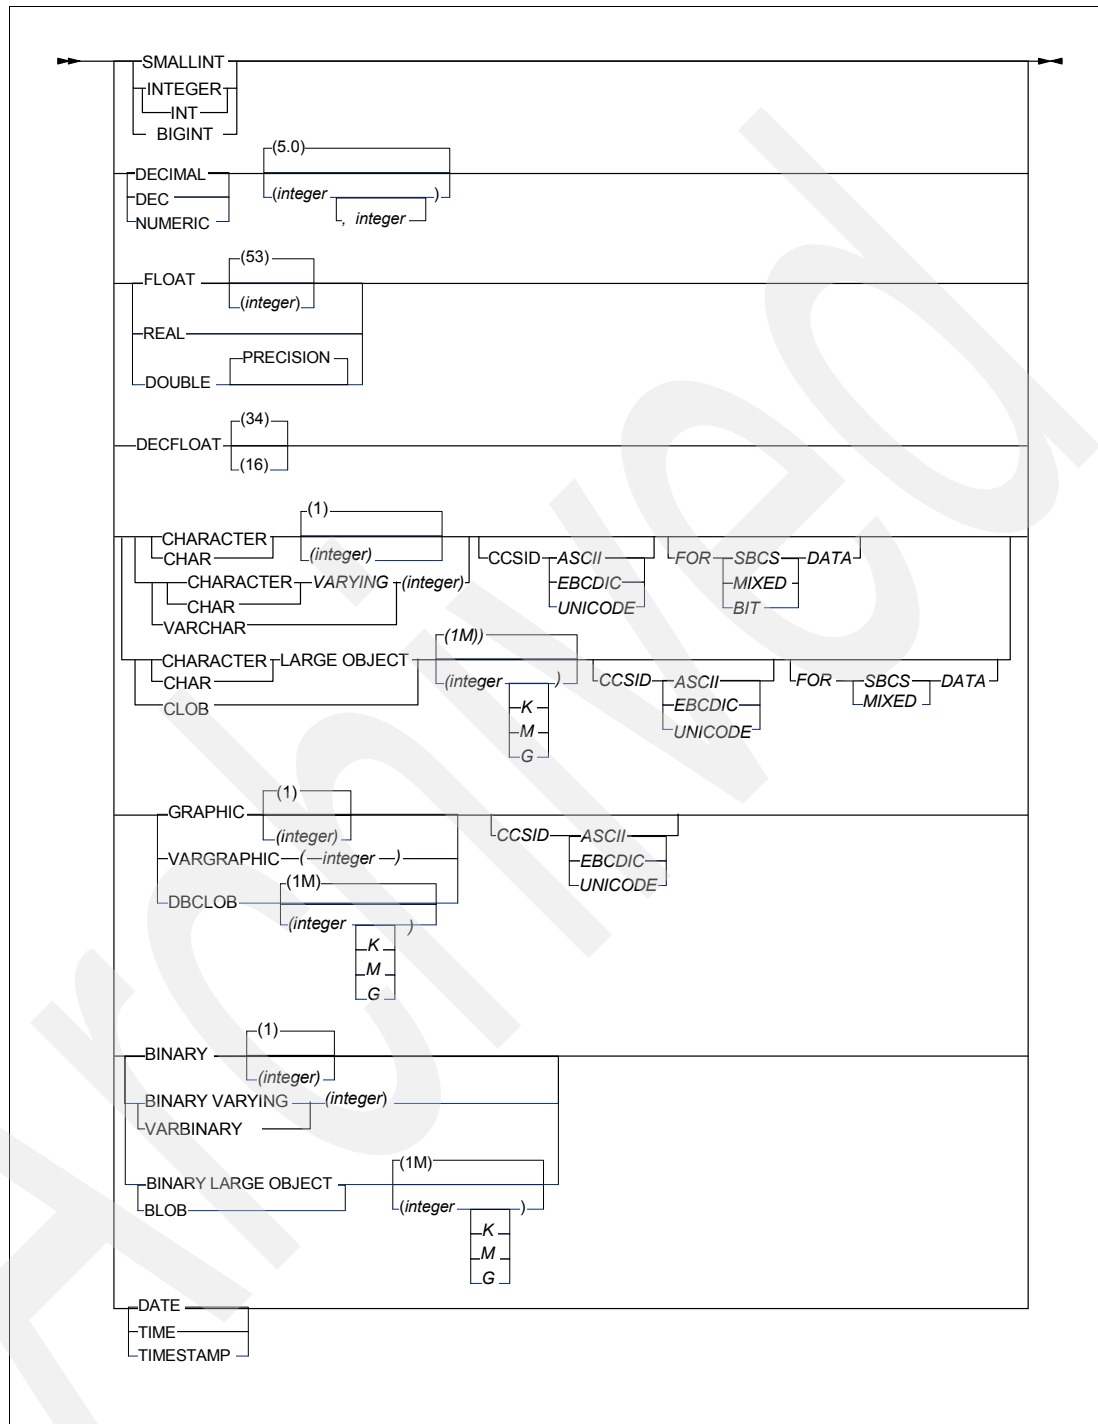 SMALLINT
INTEGER
INT
BIGINT
(5.0)
DECIMAL
(integer )
DEC
, integer
NUMERIC
(53)
FLOAT
(integer)
REAL
PRECISION
DOUBLE
(34)
DECFLOAT
(16)
(1)
CHARACTER
(integer)
CHAR
CCSID ASCII FOR SBCS DATA
CHARACTER VARYING (integer) EBCDIC MIXED
CHAR UNICODE BIT
VARCHAR
(1M))
CHARACTER LARGE OBJECT
CHAR (integer ) CCSID ASCII FOR SBCS DATA
CLOB K EBCDIC MIXED
M UNICODE
G
(1)
GRAPHIC
(integer) CCSID ASCII
VARGRAPHIC ( integer ) EBCDIC
(1M) UNICODE
DBCLOB
(integer )
K
M
G
(1)
BINARY
(integer)
BINARY VARYING (integer)
VARBINARY
(1M)
BINARY LARGE OBJECT
BLOB (integer )
K
M
G
DATE
TIME
TIMESTAMP
Archived